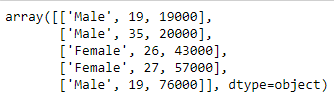 array([['Male', 19, 19000],
['Male', 35, 20000],
['Female', 26, 43000],
['Female', 27, 57000],
['Male', 19, 76000]], dtype=object)